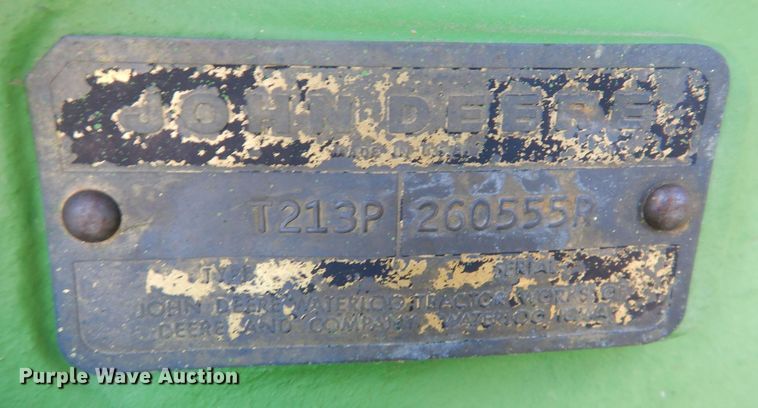 JOHN DEERE
MADE IN U.S.A.
T213P 260555R
TYPE SERIAL
JOHN DEERE WATERLOO TRACTOR WORKS OF
DEERE AND COMPANY WATERLOO IOWA
Purple Wave Auction